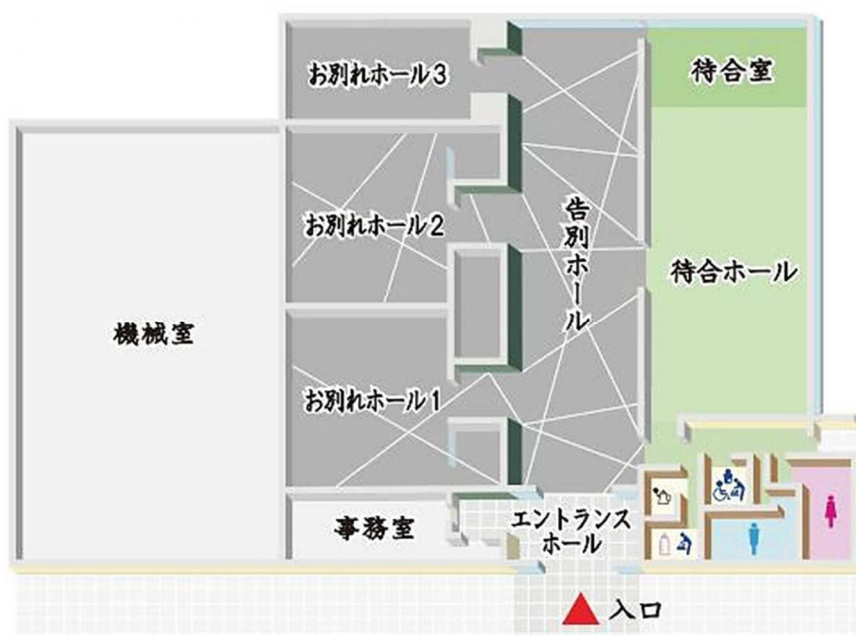 お別れホール3
待合室
お別れホール2
告別ホール
待合ホール
機械室
お別れホール1
事務室
エントランス
ホール
入口